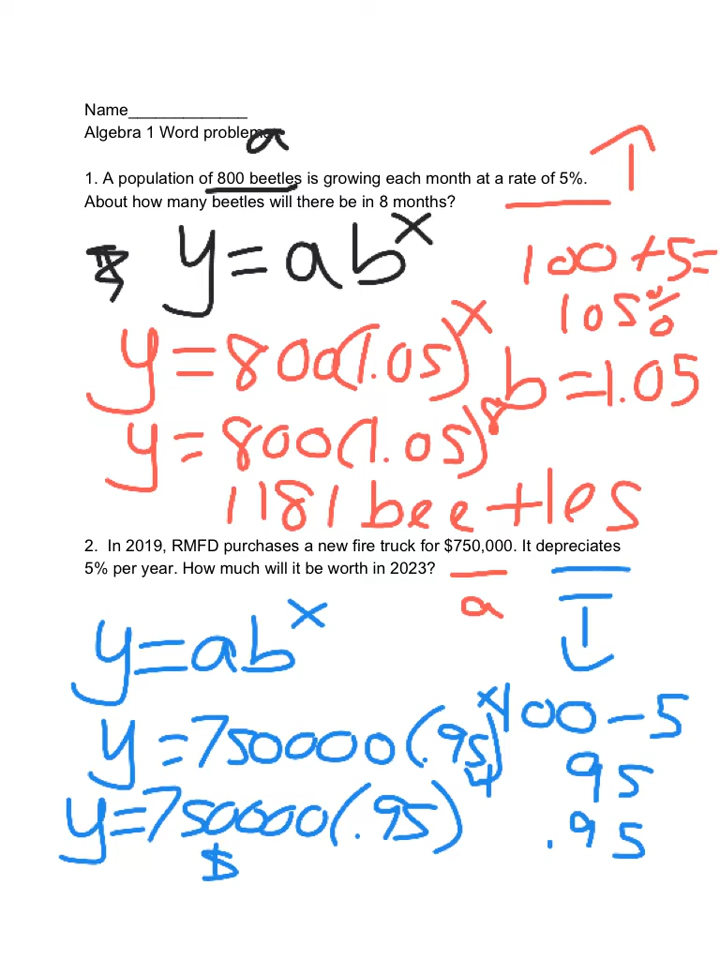 Name______________
Algebra 1 Word problems
a
1. A population of 800 beetles is growing each month at a rate of 5%.
About how many beetles will there be in 8 months?
y=ab^x
100+5=
105%
y=800(1.05)^x
b=1.05
y=800(1.05)^8
1181 beetles
2. In 2019, RMFD purchases a new fire truck for $750,000. It depreciates
5% per year. How much will it be worth in 2023?
a
y=ab^x
y=750000(.95)^x
100-5
95
y=750000(.95)^4
.95
$